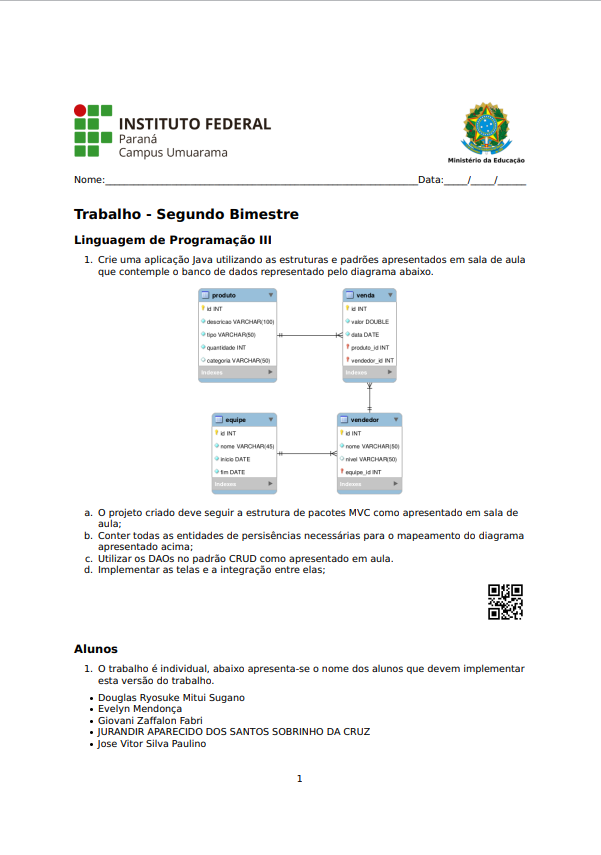 INSTITUTO FEDERAL
Paraná
Campus Umuarama
Ministério da Educação
Nome:________________________________________________________________Data:_____/_____/______
Trabalho - Segundo Bimestre
Linguagem de Programação III
1. Crie uma aplicação Java utilizando as estruturas e padrões apresentados em sala de aula
que contemple o banco de dados representado pelo diagrama abaixo.
produto
id INT
descricao VARCHAR(100)
tipo VARCHAR(50)
quantidade INT
categoria VARCHAR(50)
Indexes
venda
id INT
valor DOUBLE
data DATE
produto_id INT
vendedor_id INT
Indexes
equipe
id INT
nome VARCHAR(45)
inicio DATE
fim DATE
Indexes
vendedor
id INT
nome VARCHAR(50)
nivel VARCHAR(50)
equipe_id INT
Indexes
a. O projeto criado deve seguir a estrutura de pacotes MVC como apresentado em sala de
aula;
b. Conter todas as entidades de persisências necessárias para o mapeamento do diagrama
apresentado acima;
c. Utilizar os DAOs no padrão CRUD como apresentado em aula.
d. Implementar as telas e a integração entre elas;
Alunos
1. O trabalho é individual, abaixo apresenta-se o nome dos alunos que devem implementar
esta versão do trabalho.
• Douglas Ryosuke Mitui Sugano
• Evelyn Mendonça
• Giovani Zaffalon Fabri
• JURANDIR APARECIDO DOS SANTOS SOBRINHO DA CRUZ
• Jose Vitor Silva Paulino
1